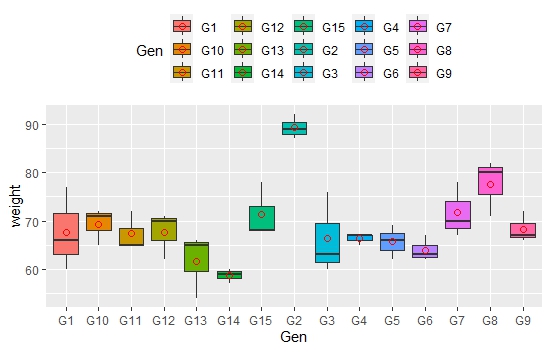 G1 G12 G15 G4 G7
Gen G10 G13 G2 G5 G8
G11 G14 G3 G6 G9
90
80
70
60
weight
G1 G10 G11 G12 G13 G14 G15 G2 G3 G4 G5 G6 G7 G8 G9
Gen